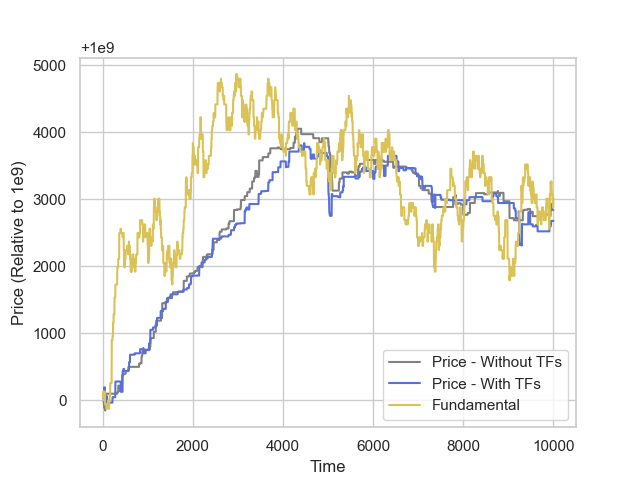 +1e9
5000
4000
3000
2000
1000
0
Price (Relative to 1e9)
0 2000 4000 6000 8000 10000
Time
Price - Without TFs
Price - With TFs
Fundamental